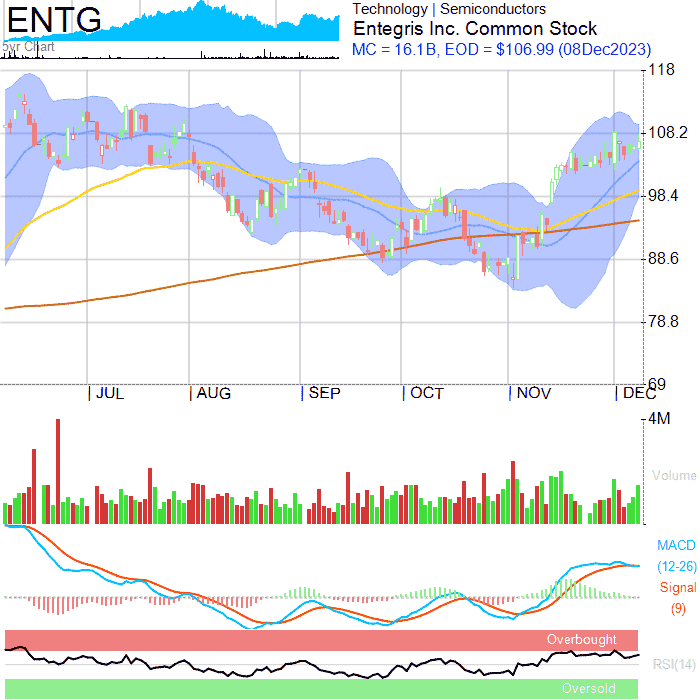 ENTG
5yr Chart
Technology | Semiconductors
Entegris Inc. Common Stock
MC = 16.1B, EOD = $106.99 (08Dec2023)
118
108.2
98.4
88.6
78.8
69
JUL AUG SEP OCT NOV DEC
4M
Volume
MACD
(12-26)
Signal
(9)
Overbought
RSI(14)
Oversold